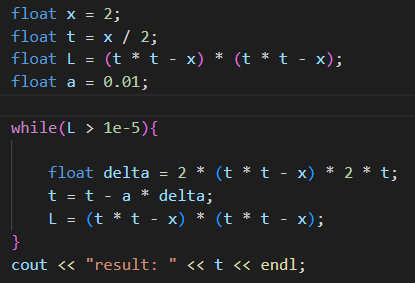 float x = 2;
float t = x / 2;
float L = (t * t - x) * (t * t - x);
float a = 0.01;
while(L > 1e-5){
float delta = 2 * (t * t - x) * 2 * t;
t = t - a * delta;
L = (t * t - x) * (t * t - x);
}
cout << "result: " << t << endl;